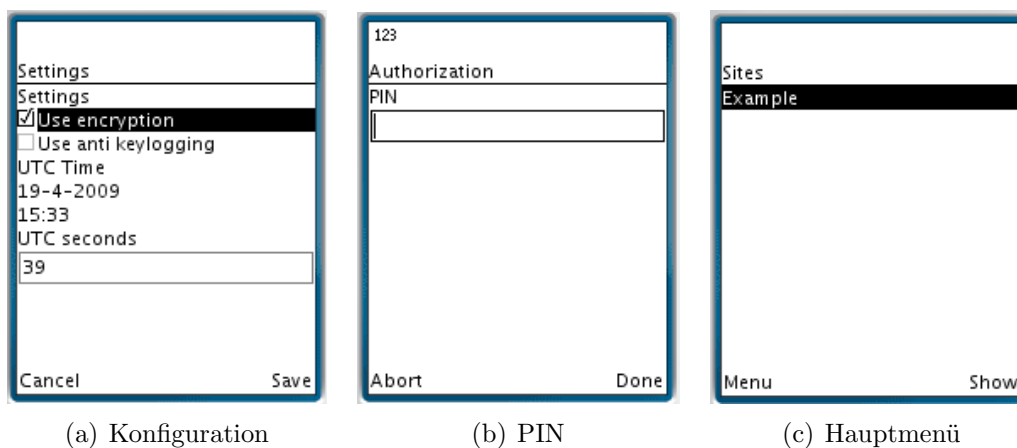 Settings
Settings
Use encryption
Use anti keylogging
UTC Time
19-4-2009
15:33
UTC seconds
39
Cancel Save
(a) Konfiguration
123
Authorization
PIN
Abort Done
(b) PIN
Sites
Example
Menu Show
(c) Hauptmenü